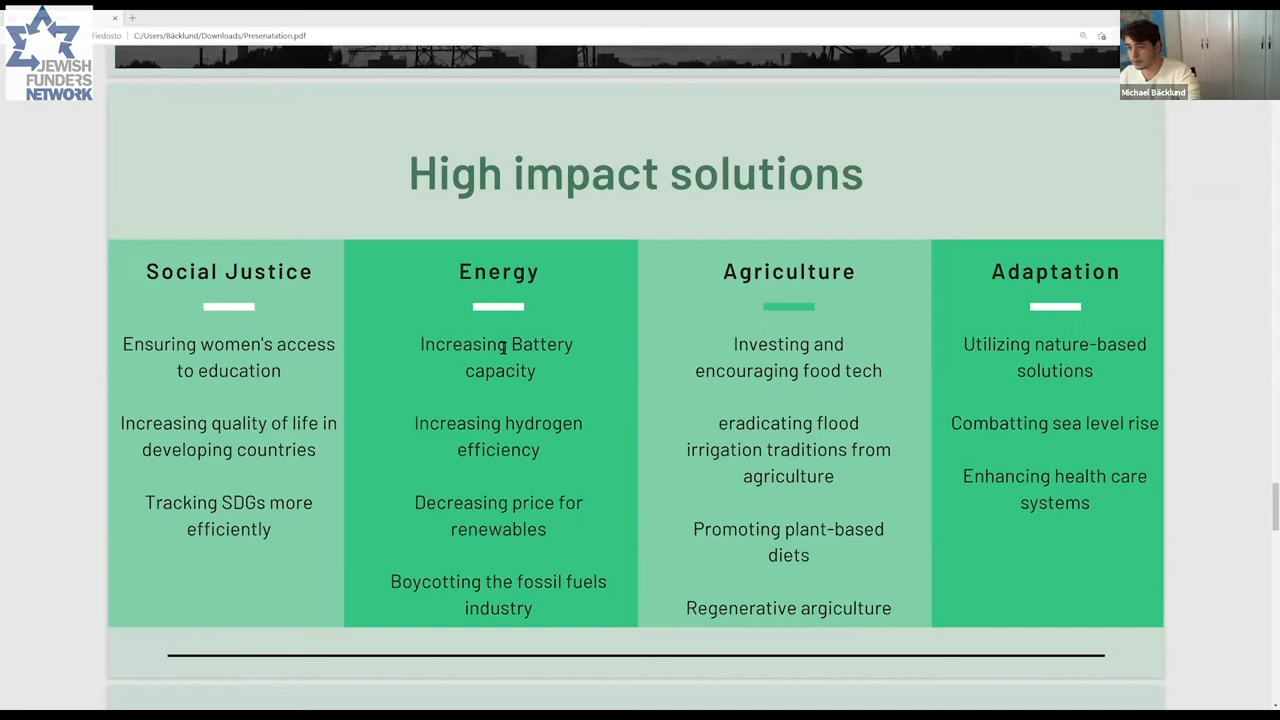 Tiedosto
C:/Users/Bäcklund/Downloads/Presenatation.pdf
JEWISH
FUNDERS
NETWORK
Michael Bäcklund
High impact solutions
Social Justice
Ensuring women's access
to education
Increasing quality of life in
developing countries
Tracking SDGs more
efficiently
Energy
Increasing Battery
capacity
Increasing hydrogen
efficiency
Decreasing price for
renewables
Boycotting the fossil fuels
industry
Agriculture
Investing and
encouraging food tech
eradicating flood
irrigation traditions from
agriculture
Promoting plant-based
diets
Regenerative argiculture
Adaptation
Utilizing nature-based
solutions
Combatting sea level rise
Enhancing health care
systems